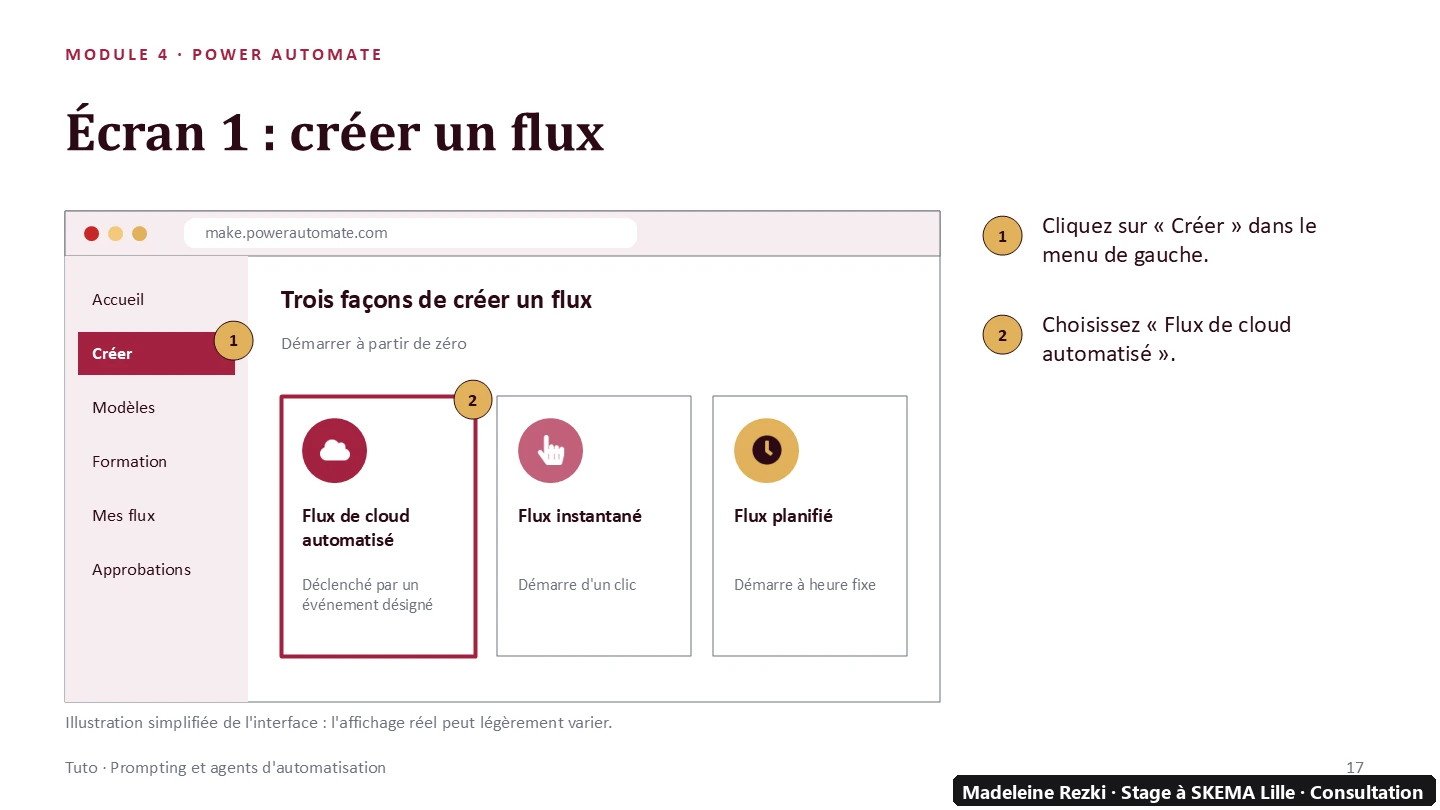 MODULE 4 · POWER AUTOMATE
Écran 1 : créer un flux
make.powerautomate.com
Accueil
Créer
1
Modèles
Formation
Mes flux
Approbations
Trois façons de créer un flux
Démarrer à partir de zéro
2
Flux de cloud
automatisé
Déclenché par un
événement désigné
Flux instantané
Démarre d'un clic
Flux planifié
Démarre à heure fixe
1
Cliquez sur « Créer » dans le
menu de gauche.
2
Choisissez « Flux de cloud
automatisé ».
Illustration simplifiée de l'interface : l'affichage réel peut légèrement varier.
Tuto · Prompting et agents d'automatisation
17
Madeleine Rezki · Stage à SKEMA Lille · Consultation